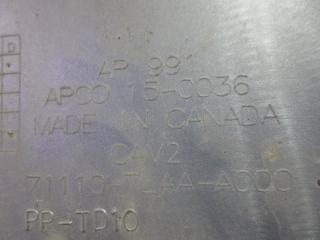 AP 991
APCO 15-0036
MADE IN CANADA
CAV2
71110-TLAA-A000
PP-TD10